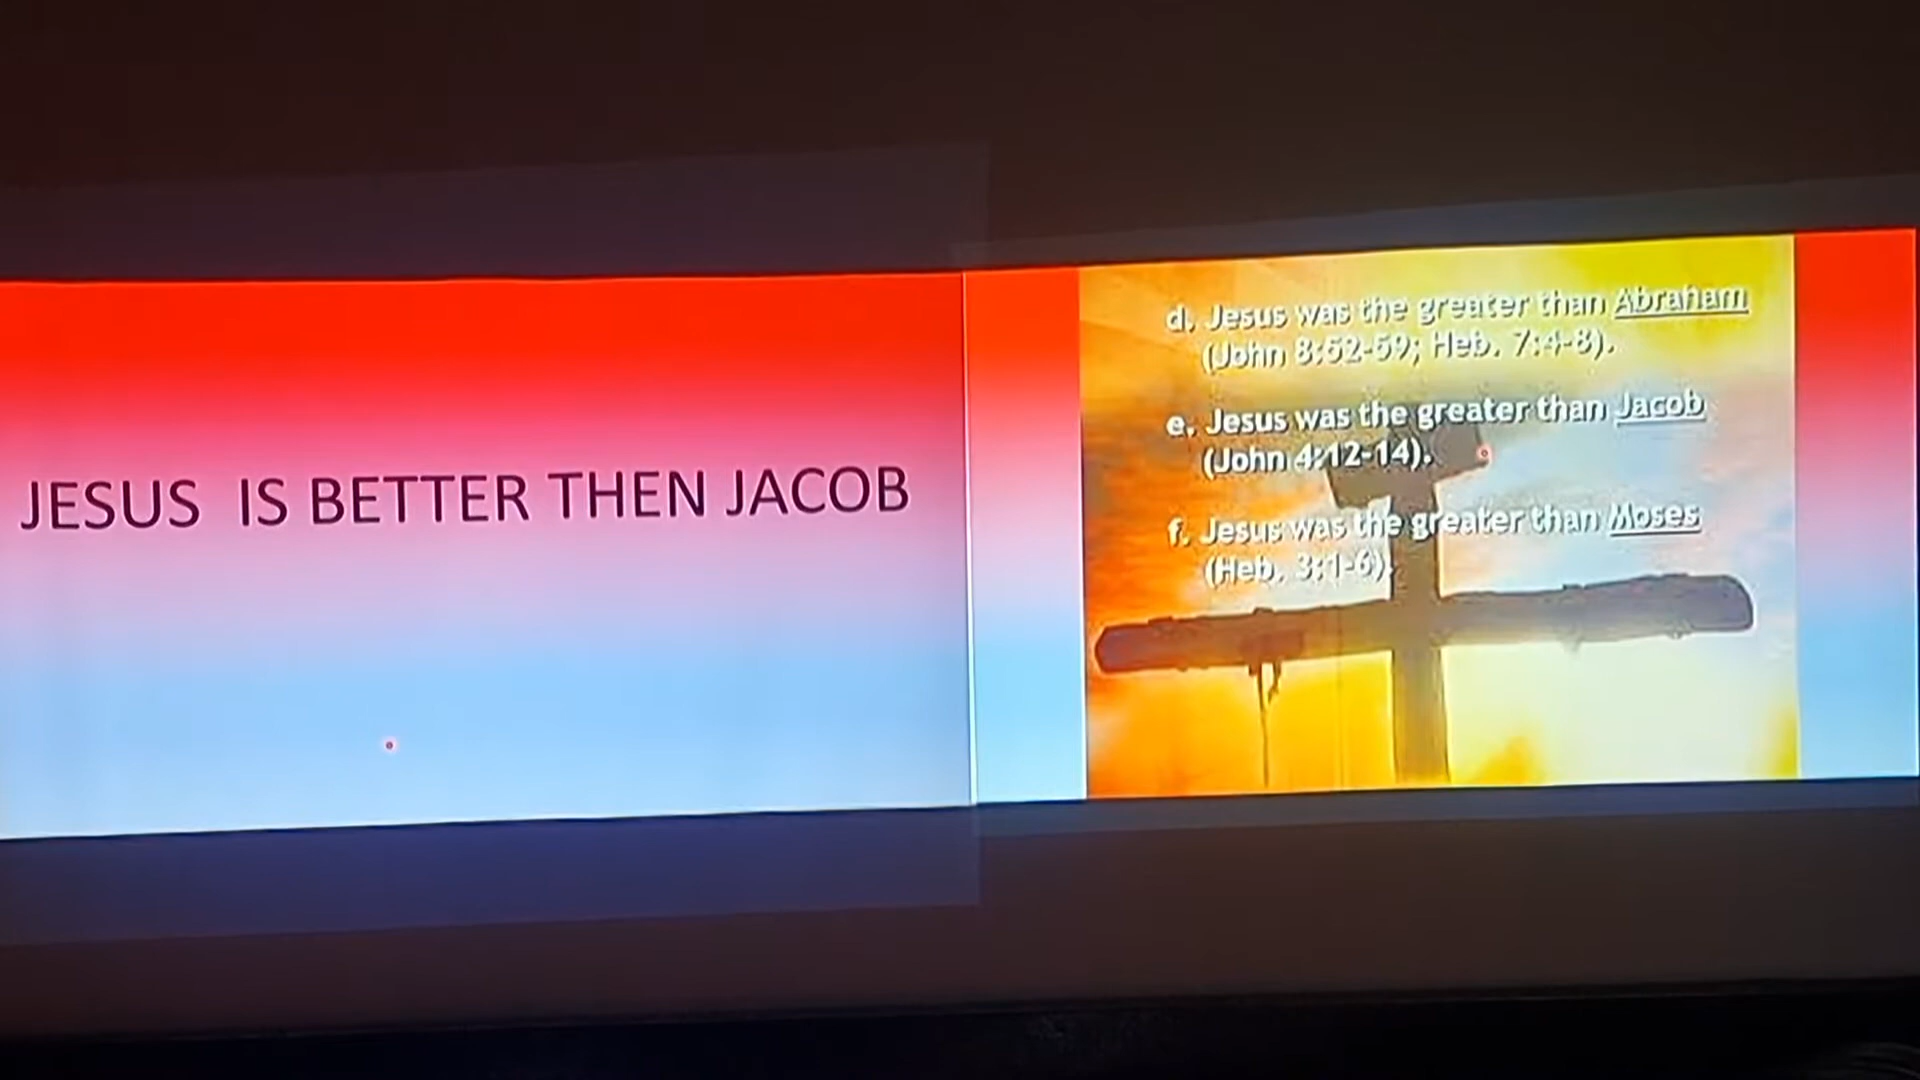 JESUS IS BETTER THEN JACOB
d. Jesus was the greater than Abraham
(John 8:52-59; Heb. 7:4-8).
e. Jesus was the greater than Jacob
(John 4:12-14).
f. Jesus was the greater than Moses
(Heb. 3:1-6).